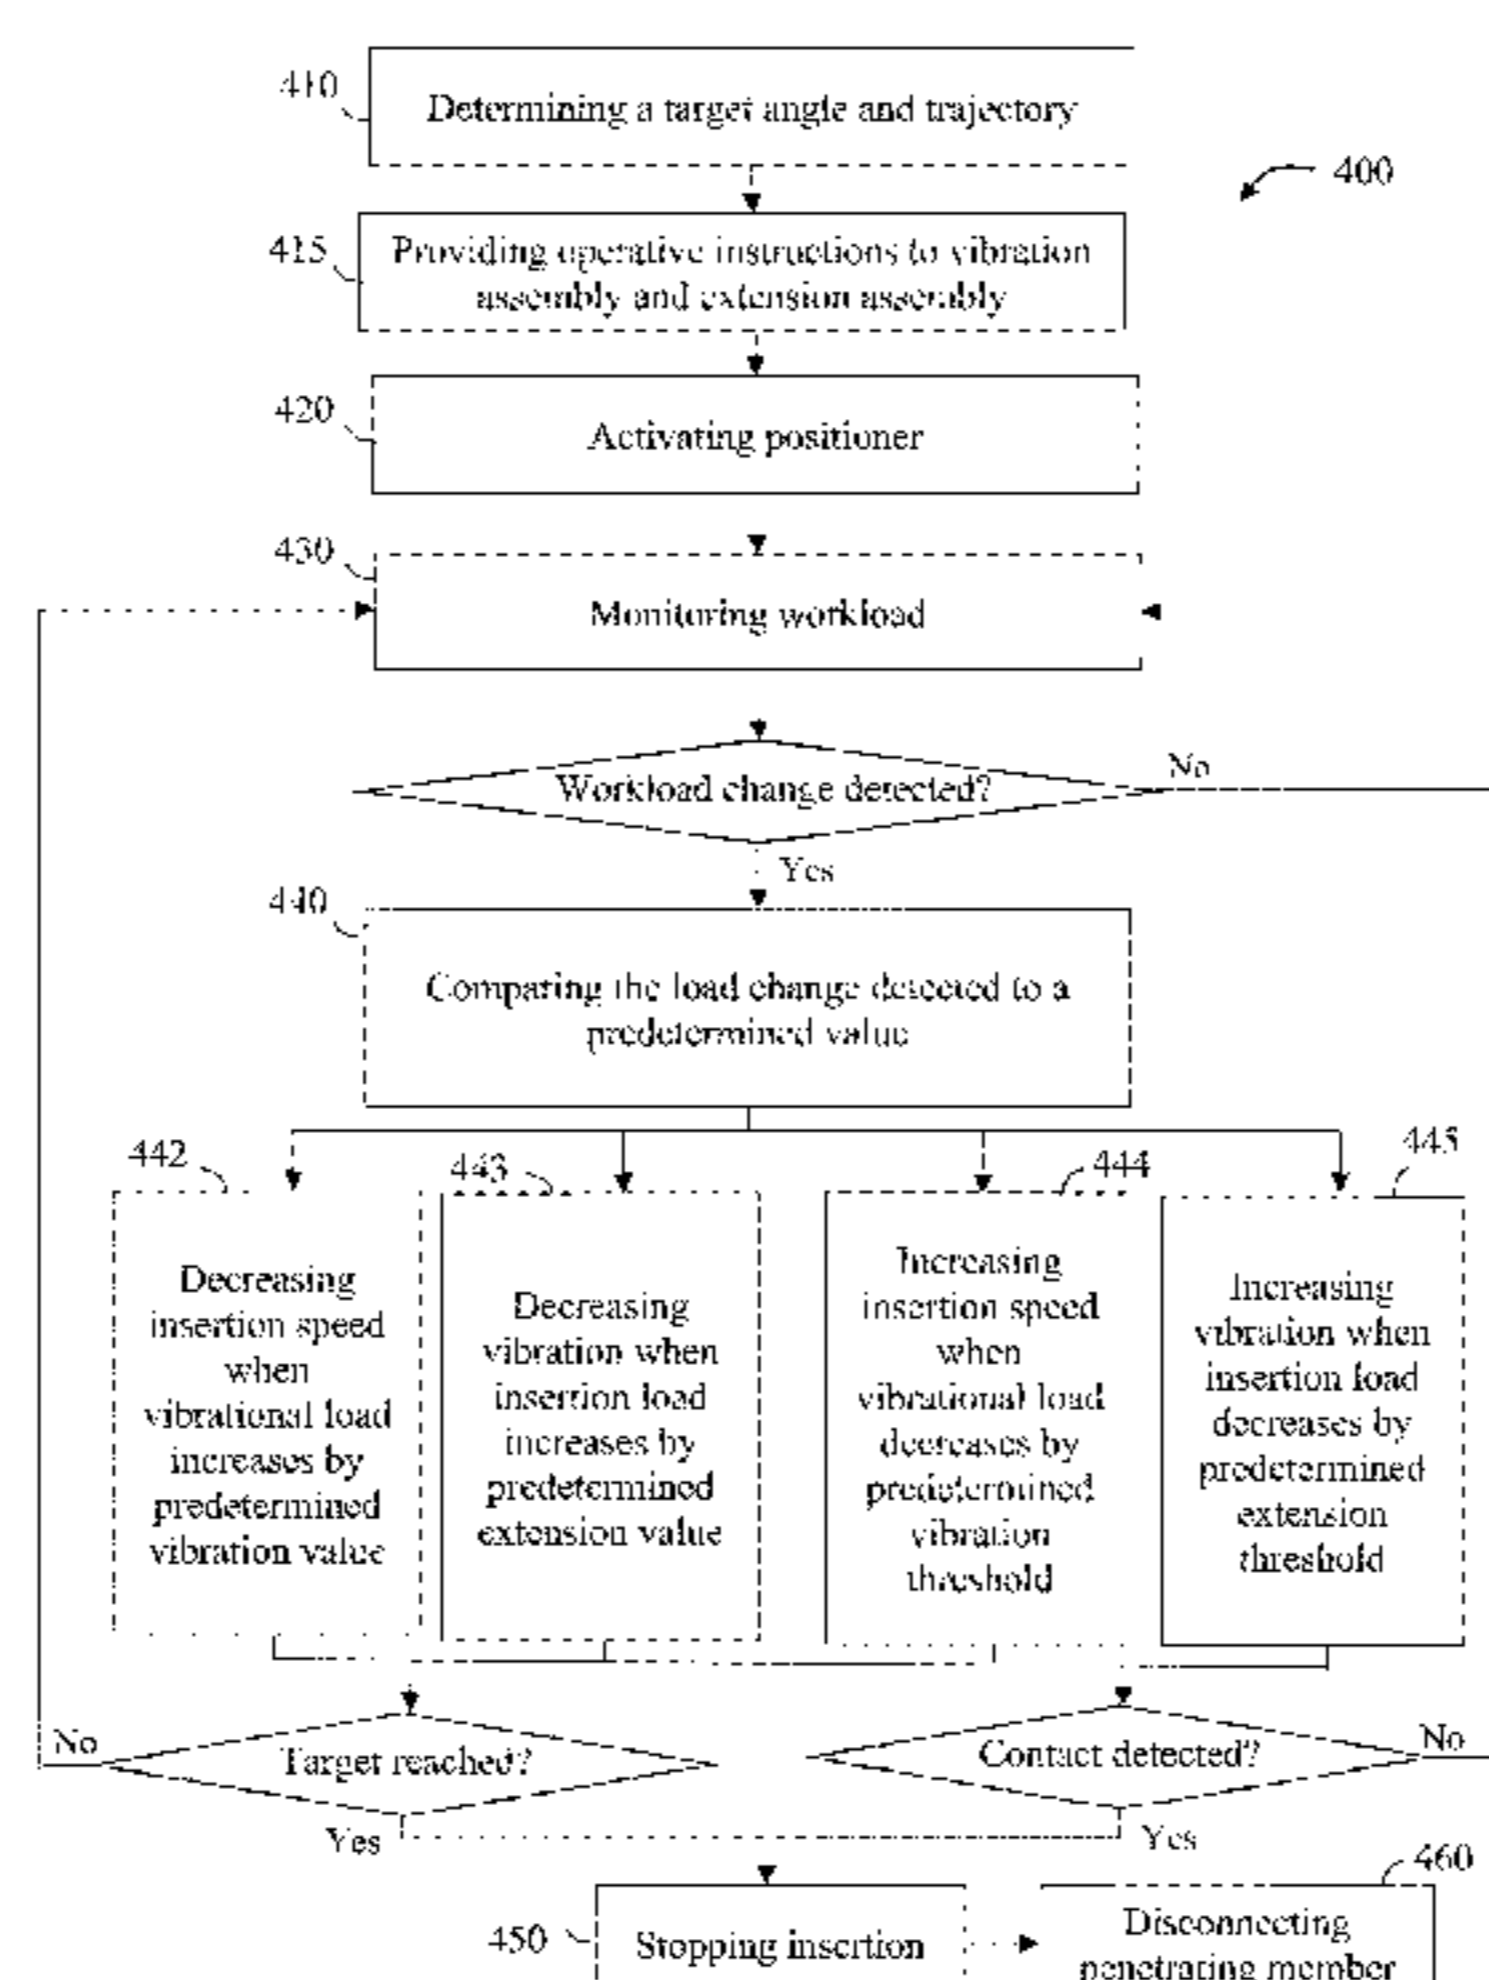 410
Determining a target angle and trajectory
400
415
Providing operative instructions to vibration
assembly and extension assembly
420
Activating positioner
430
Monitoring workload
Workload change detected?
No
Yes
440
Comparing the load change detected to a
predetermined value
442
Decreasing
insertion speed
when
vibrational load
increases by
predetermined
vibration value
443
Decreasing
vibration when
insertion load
increases by
predetermined
extension value
444
Increasing
insertion speed
when
vibrational load
decreases by
predetermined
vibration
threshold
445
Increasing
vibration when
insertion load
decreases by
predetermined
extension
threshold
No
Target reached?
Yes
Contact detected?
No
Yes
450
Stopping insertion
460
Disconnecting
penetrating member